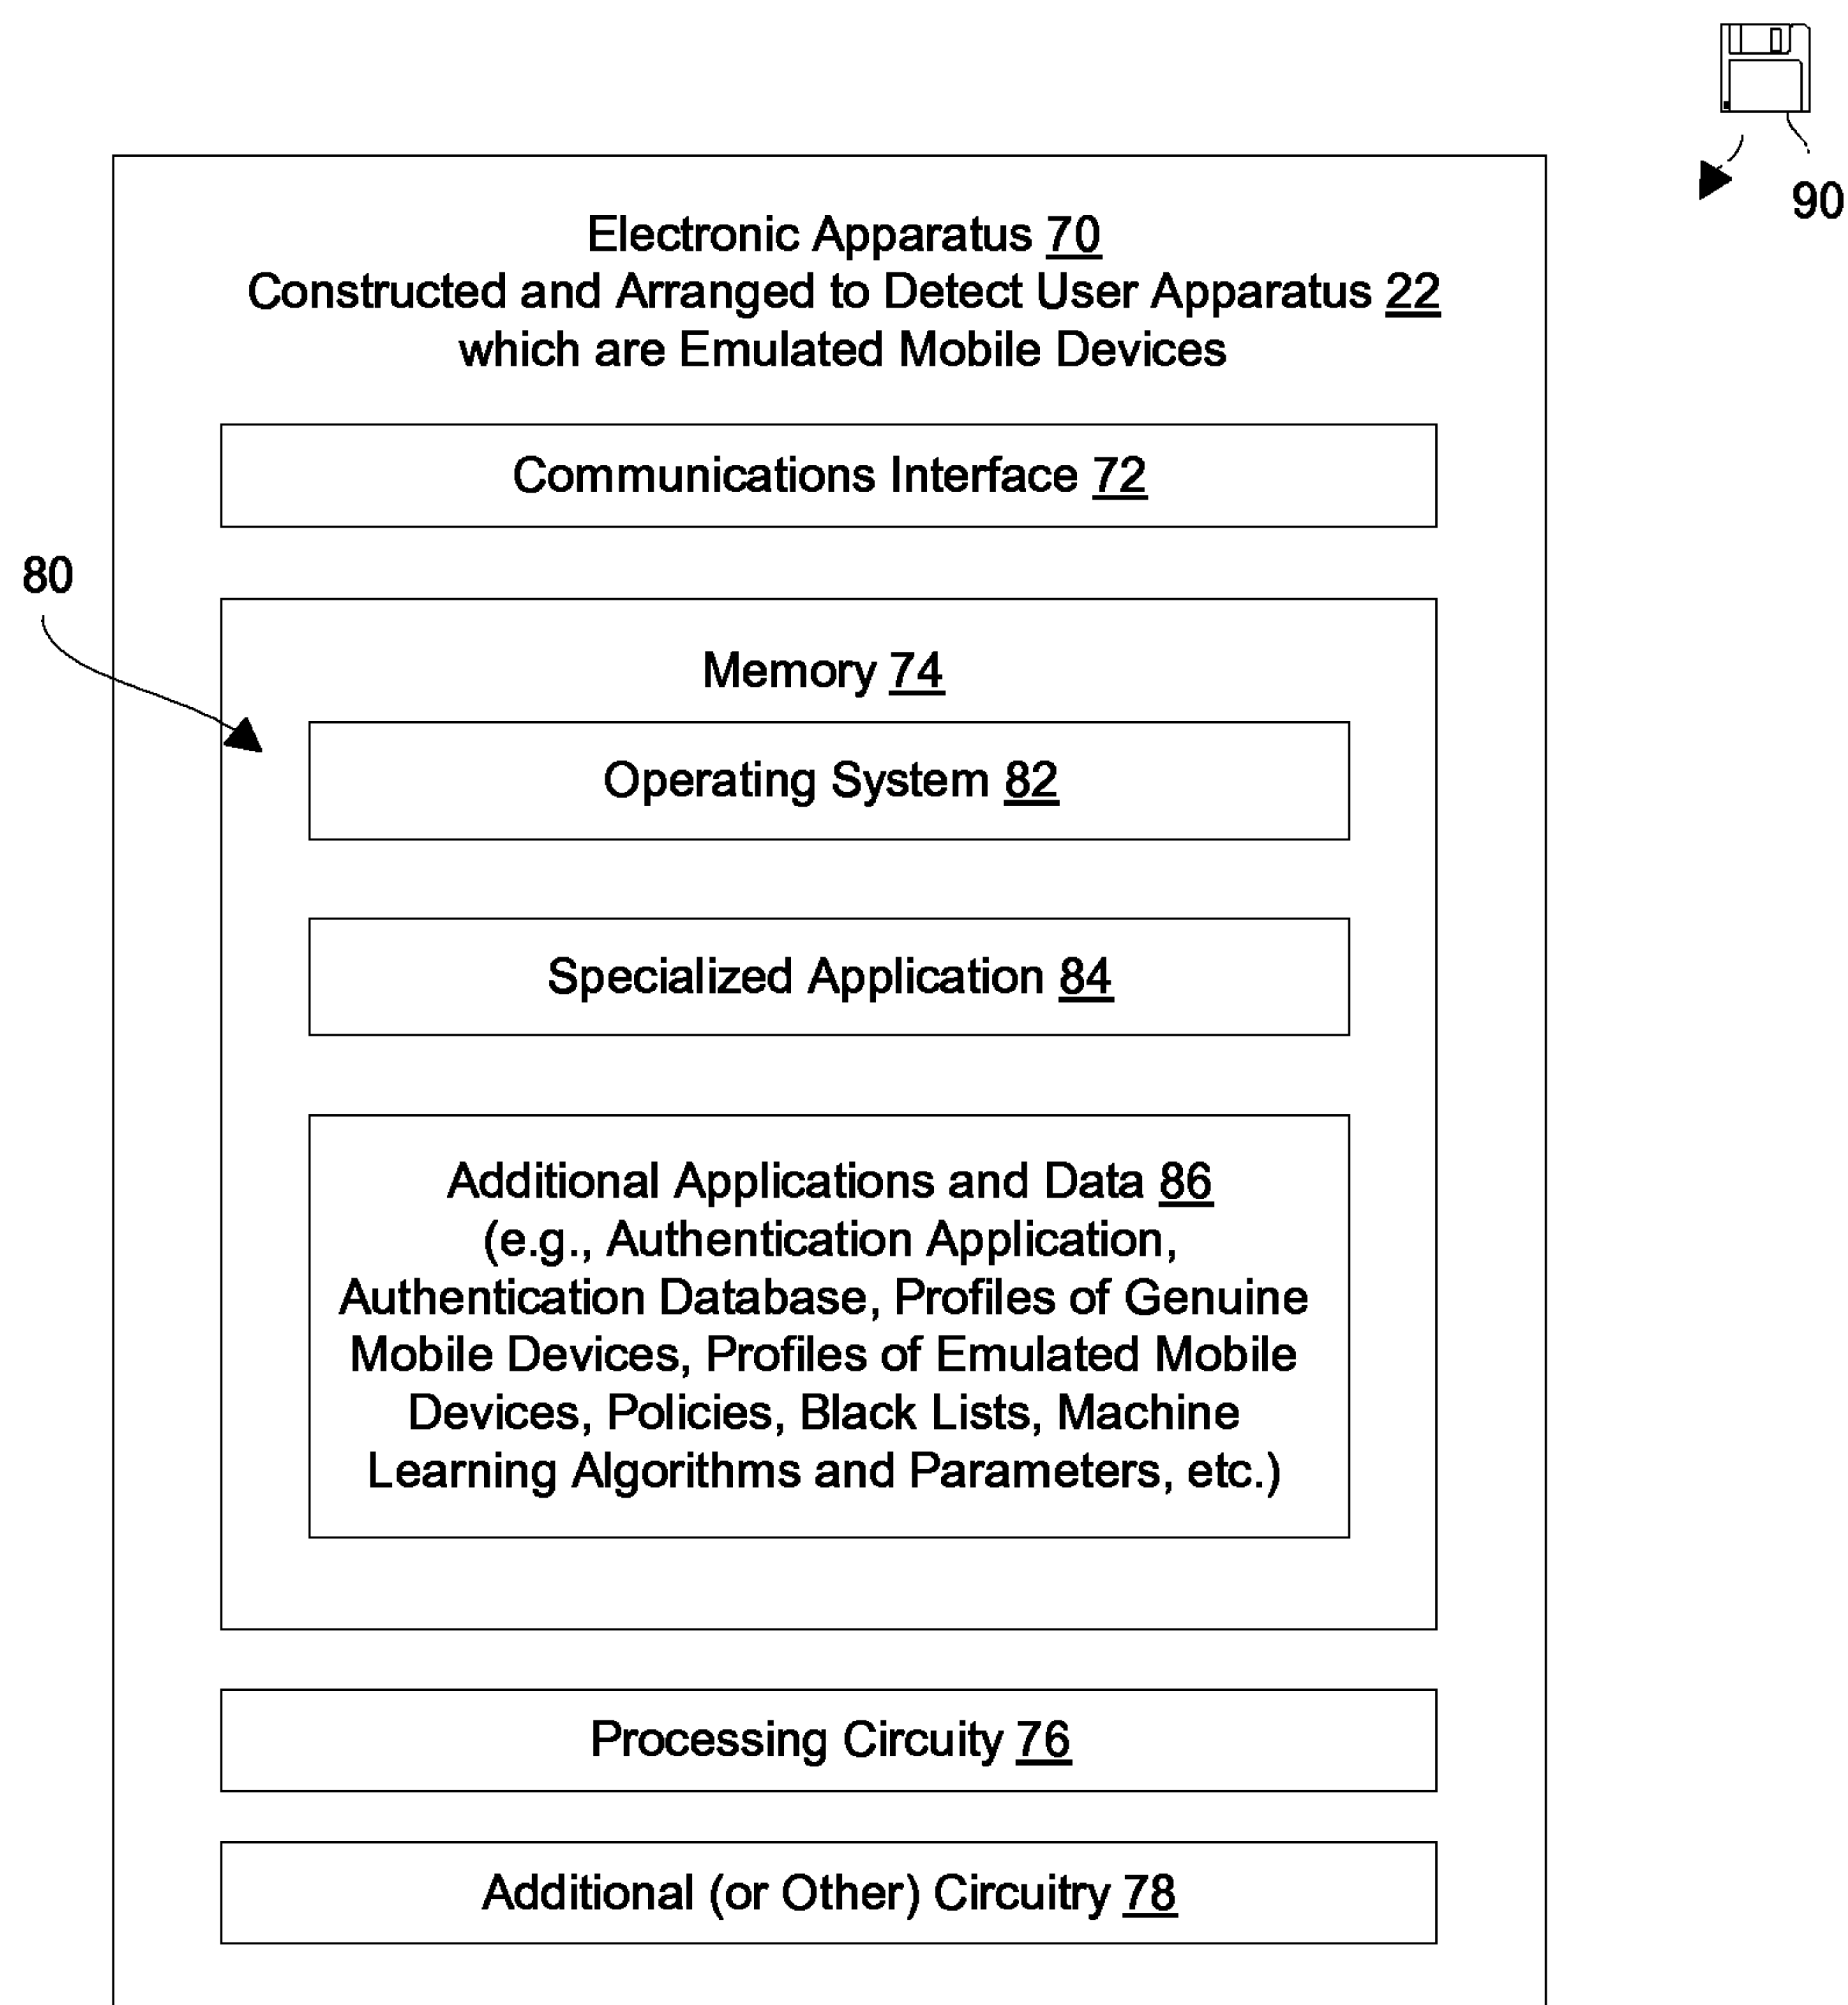 90
Electronic Apparatus 70
Constructed and Arranged to Detect User Apparatus 22
which are Emulated Mobile Devices
Communications Interface 72
80
Memory 74
Operating System 82
Specialized Application 84
Additional Applications and Data 86
(e.g., Authentication Application,
Authentication Database, Profiles of Genuine
Mobile Devices, Profiles of Emulated Mobile
Devices, Policies, Black Lists, Machine
Learning Algorithms and Parameters, etc.)
Processing Circuity 76
Additional (or Other) Circuitry 78